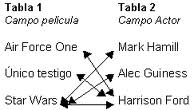 Tabla 1 Tabla 2
Campo película Campo Actor
Air Force One Mark Hamill
Único testigo Alec Guiness
Star Wars Harrison Ford